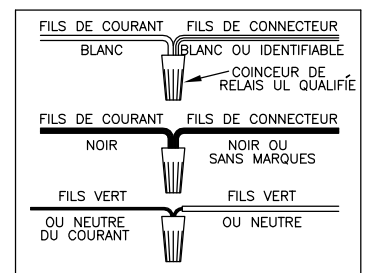 FILS DE COURANT FILS DE CONNECTEUR
BLANC BLANC OU IDENTIFIABLE
COINCEUR DE
RELAIS UL QUALIFIÉ
FILS DE COURANT FILS DE CONNECTEUR
NOIR NOIR OU
SANS MARQUES
FILS VERT FILS VERT
OU NEUTRE OU NEUTRE
DU COURANT